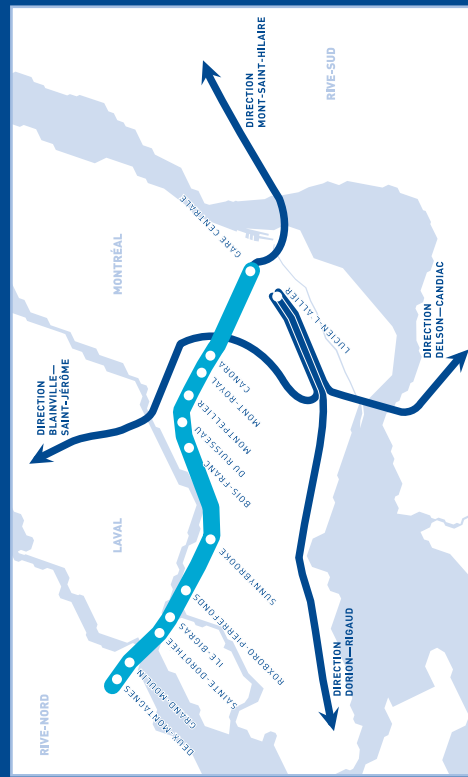 RIVE-SUD
DIRECTION
MONT-SAINT-HILAIRE
GARE CENTRALE
MONTRÉAL
LUCIEN-L'ALLIER
DIRECTION
DELSON—CANDIAC
DIRECTION
BLAINVILLE—
SAINT-JÉRÔME
CANORA
MONT-ROYAL
MONTPELLIER
DU RUISSEAU
BOIS-FRANC
LAVAL
SUNNYBROOKE
ROXBORO-PIERREFONDS
ILE-BIGRAS
SAINTE-DOROTHÉE
GRAND-MOULIN
DEUX-MONTAGNES
DIRECTION
DORION—RIGAUD
RIVE-NORD